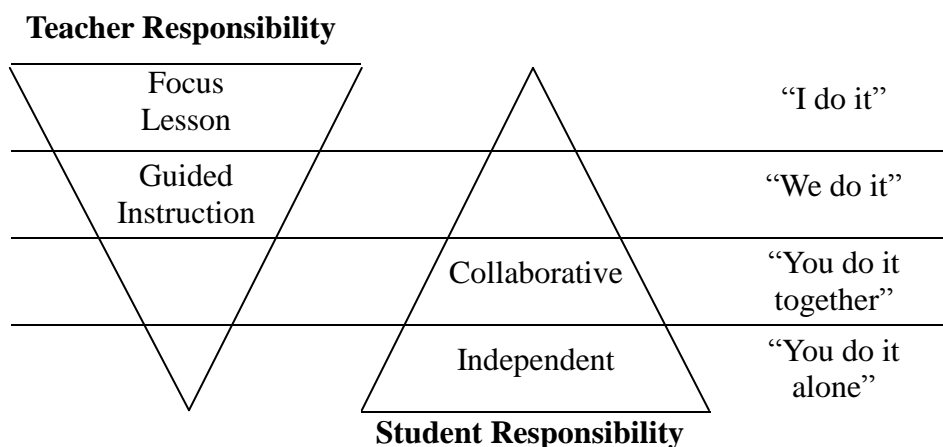 Teacher Responsibility
Focus
Lesson
“I do it”
Guided
Instruction
“We do it”
Collaborative
“You do it
together”
Independent
“You do it
alone”
Student Responsibility